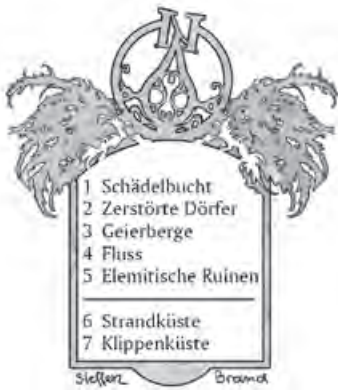 N
1 Schädelbucht
2 Zerstörte Dörfer
3 Geierberge
4 Fluss
5 Elemitische Ruinen
6 Strandküste
7 Klippenküste
Steffen Brand